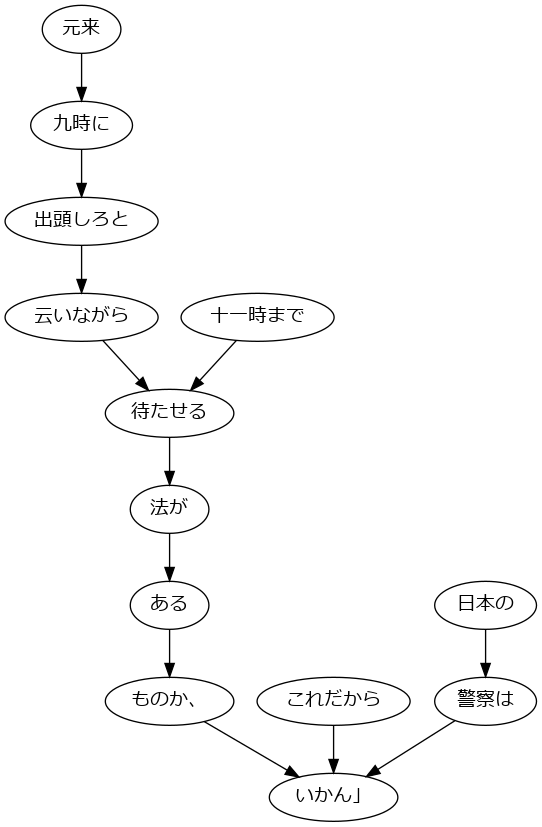 元来
九時に
出頭しろと
云いながら
十一時まで
待たせる
法が
ある
日本の
ものか、
これだから
警察は
いかん」